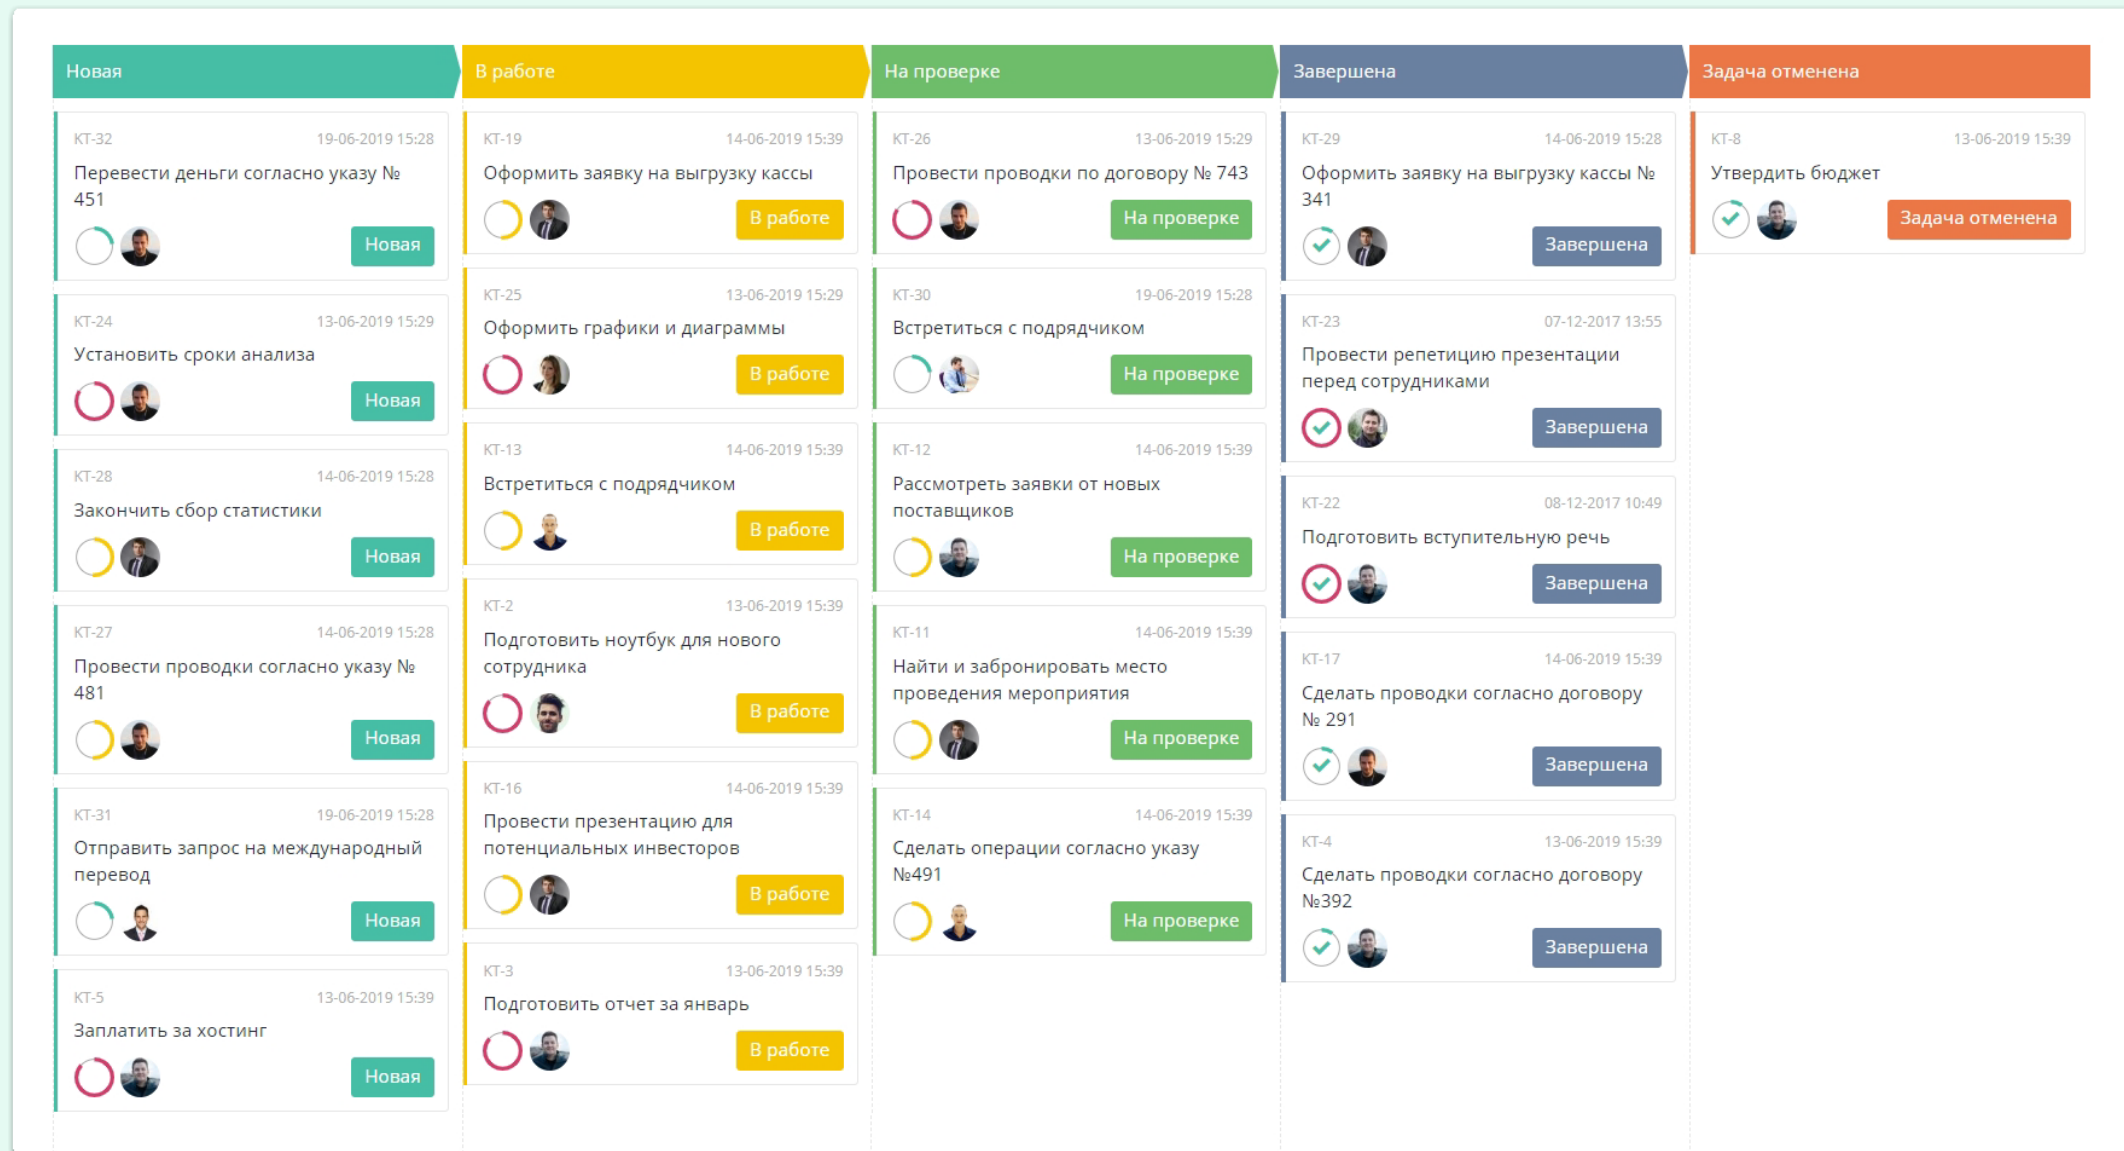 Новая
КТ-32 19-06-2019 15:28
Перевести деньги согласно указу №
451
Новая
КТ-24 13-06-2019 15:29
Установить сроки анализа
Новая
КТ-28 14-06-2019 15:28
Закончить сбор статистики
Новая
КТ-27 14-06-2019 15:28
Провести проводки согласно указу №
481
Новая
КТ-31 19-06-2019 15:28
Отправить запрос на международный
перевод
Новая
КТ-5 13-06-2019 15:39
Заплатить за хостинг
Новая
В работе
КТ-19 14-06-2019 15:39
Оформить заявку на выгрузку кассы
В работе
КТ-25 13-06-2019 15:29
Оформить графики и диаграммы
В работе
КТ-13 14-06-2019 15:39
Встретиться с подрядчиком
В работе
КТ-2 13-06-2019 15:39
Подготовить ноутбук для нового
сотрудника
В работе
КТ-16 14-06-2019 15:39
Провести презентацию для
потенциальных инвесторов
В работе
КТ-3 13-06-2019 15:39
Подготовить отчет за январь
В работе
На проверке
КТ-26 13-06-2019 15:29
Провести проводки по договору № 743
На проверке
КТ-30 19-06-2019 15:28
Встретиться с подрядчиком
На проверке
КТ-12 14-06-2019 15:39
Рассмотреть заявки от новых
поставщиков
На проверке
КТ-11 14-06-2019 15:39
Найти и забронировать место
проведения мероприятия
На проверке
КТ-14 14-06-2019 15:39
Сделать операции согласно указу
№491
На проверке
Завершена
КТ-29 14-06-2019 15:28
Оформить заявку на выгрузку кассы №
341
Завершена
КТ-23 07-12-2017 13:55
Провести репетицию презентации
перед сотрудниками
Завершена
КТ-22 08-12-2017 10:49
Подготовить вступительную речь
Завершена
КТ-17 14-06-2019 15:39
Сделать проводки согласно договору
№ 291
Завершена
КТ-4 13-06-2019 15:39
Сделать проводки согласно договору
№392
Завершена
Задача отменена
КТ-8 13-06-2019 15:39
Утвердить бюджет
Задача отменена